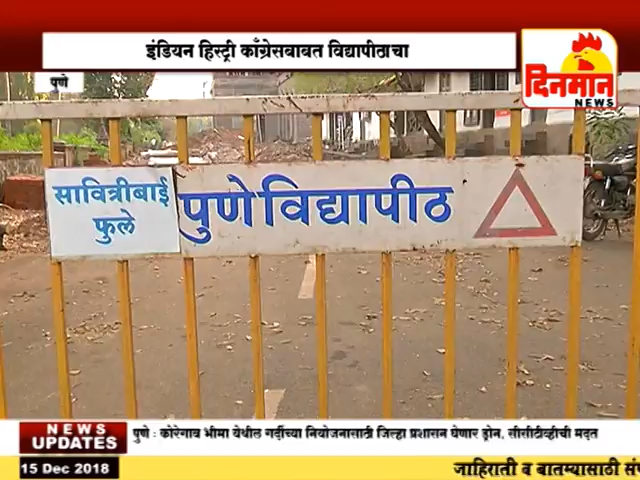 इंडियन हिस्ट्री काँग्रेसबाबत विद्यापीठाचा
पुणे
दिनमान
NEWS
सावित्रीबाई
फुले
पुणे विद्यापीठ
NEWS
UPDATES
पुणे : कोरेगाव भीमा येथील गर्दीच्या नियोजनासाठी जिल्हा प्रशासन घेणार ड्रोन, सीसीटीव्हीची मदत
15 Dec 2018
जाहिराती व बातम्यासाठी संप